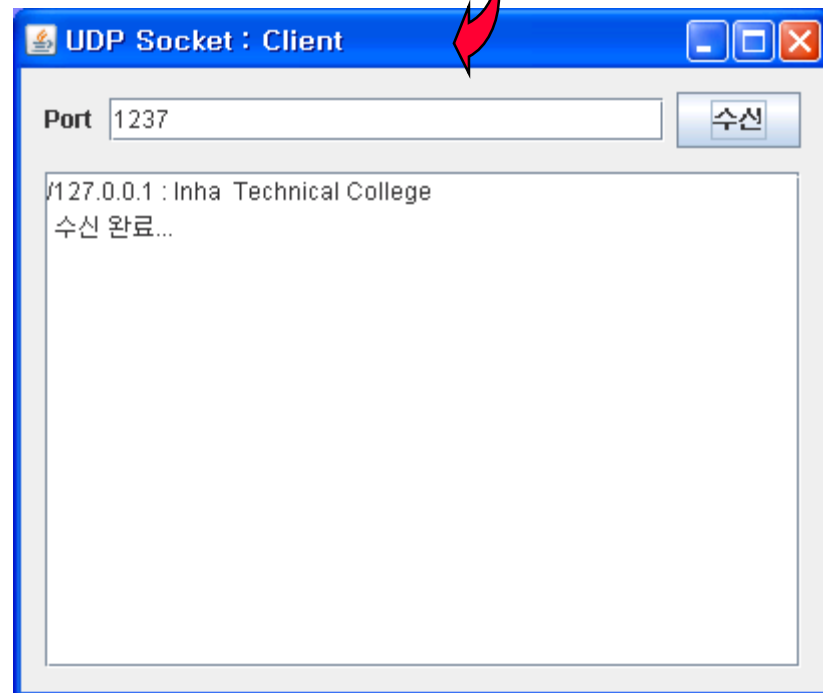 UDP Socket : Client
Port 1237 수신
/127.0.0.1 : Inha  Technical College
수신 완료...